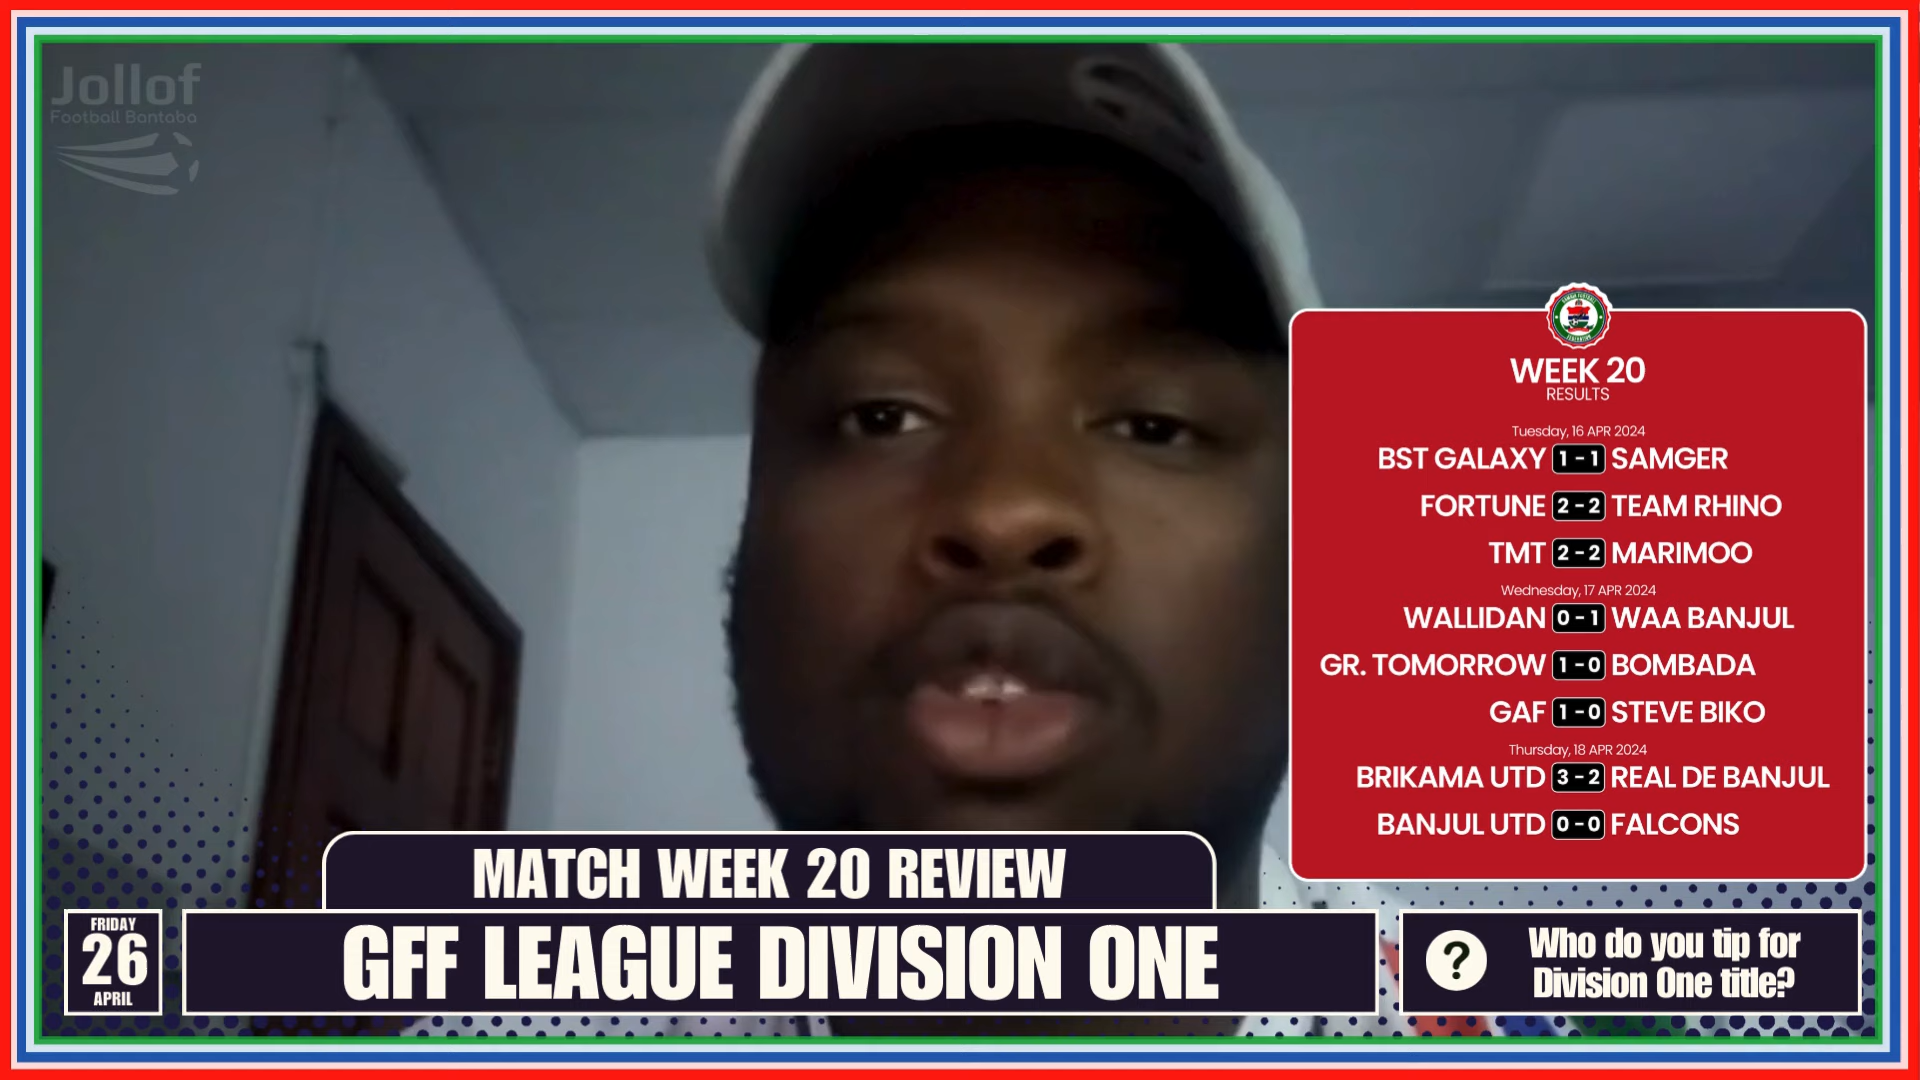 Jollof
Football Bantaba
WEEK 20
RESULTS
Tuesday, 16 APR 2024
BST GALAXY 1 - 1 SAMGER
FORTUNE 2 - 2 TEAM RHINO
TMT 2 - 2 MARIMOO
Wednesday, 17 APR 2024
WALLIDAN 0 - 1 WAA BANJUL
GR. TOMORROW 1 - 0 BOMBADA
GAF 1 - 0 STEVE BIKO
Thursday, 18 APR 2024
BRIKAMA UTD 3 - 2 REAL DE BANJUL
BANJUL UTD 0 - 0 FALCONS
MATCH WEEK 20 REVIEW
FRIDAY
26
APRIL
GFF LEAGUE DIVISION ONE
?
Who do you tip for
Division One title?